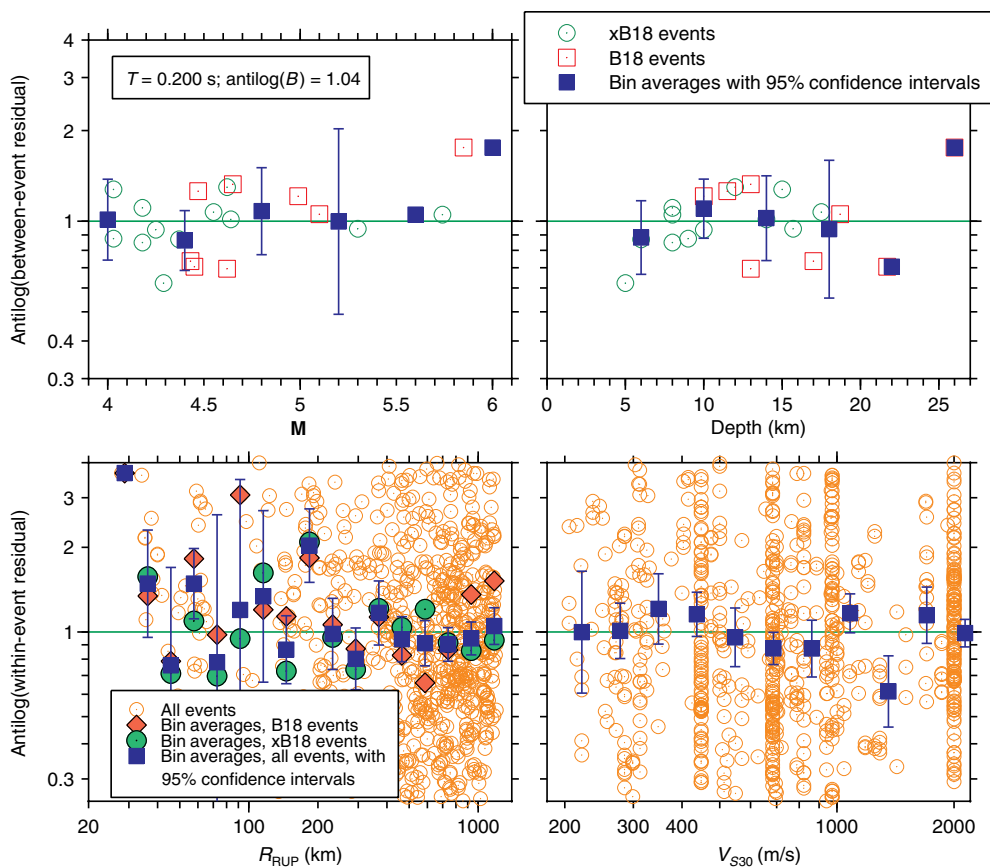 xB18 events
B18 events
Bin averages with 95% confidence intervals
T = 0.200 s; antilog(B) = 1.04
Antilog(between-event residual)
4
3
2
1
0.4
0.3
4 4.5 5 5.5 6
M
0 5 10 15 20 25
Depth (km)
Antilog(within-event residual)
3
2
1
0.3
All events
Bin averages, B18 events
Bin averages, xB18 events
Bin averages, all events, with
95% confidence intervals
20 100 200 1000
R_RUP (km)
200 300 400 1000 2000
V_S30 (m/s)